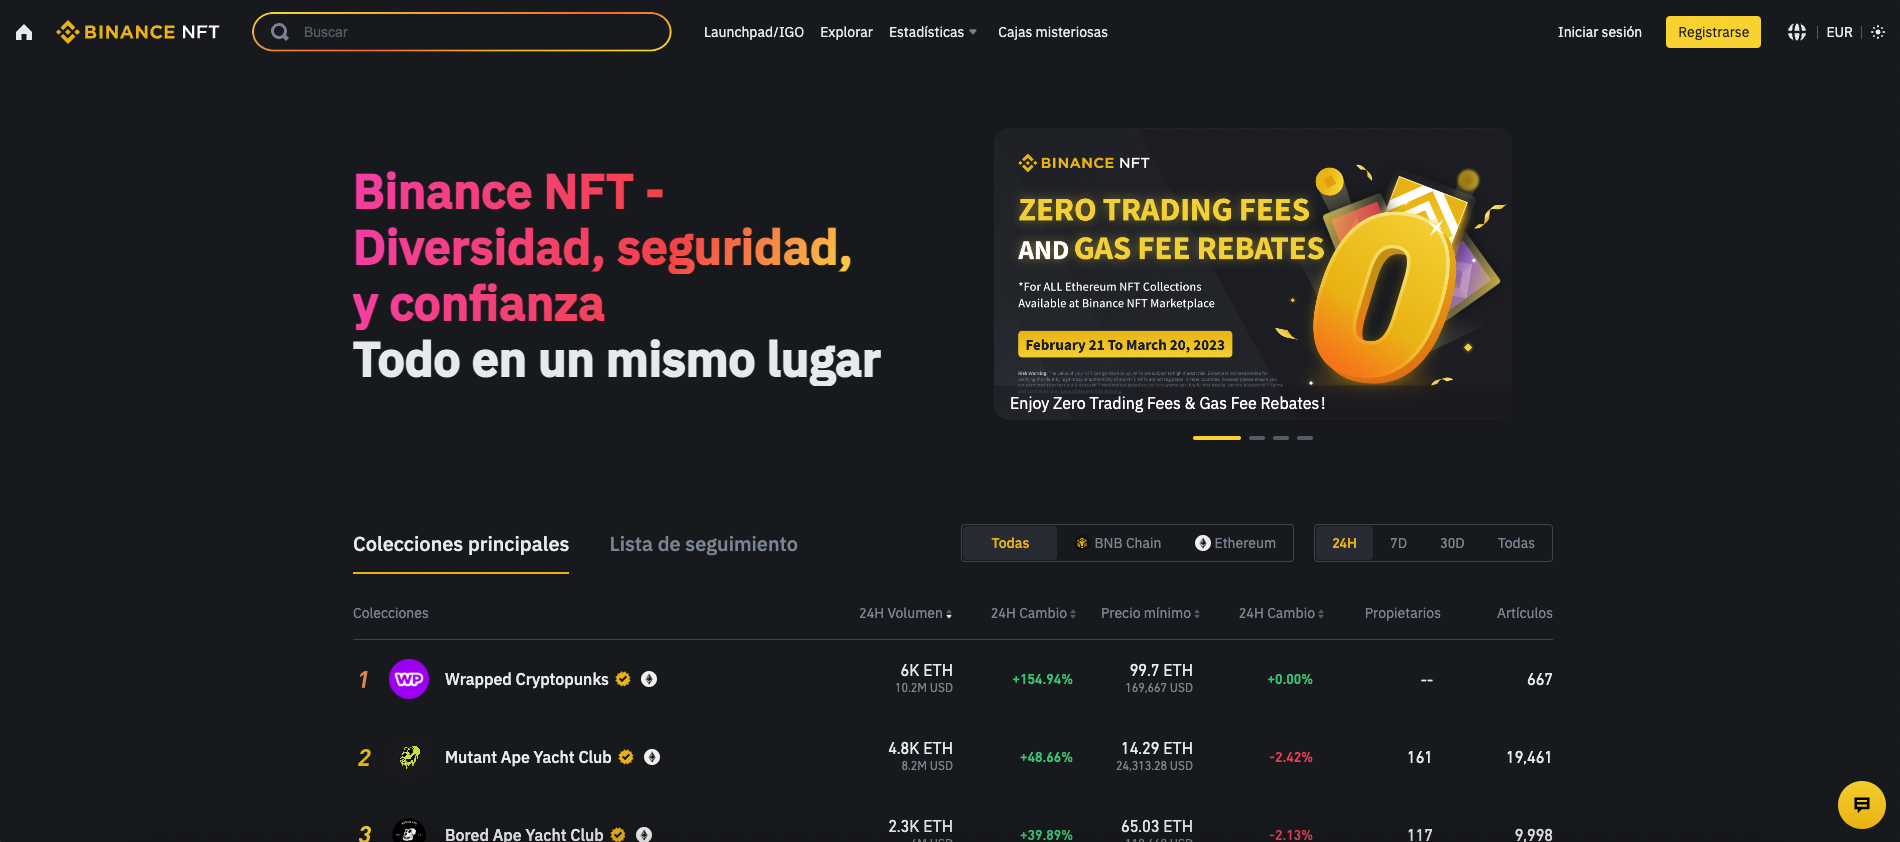 BINANCE NFT
Buscar
Launchpad/IGO Explorar Estadísticas Cajas misteriosas
Iniciar sesión Registrarse EUR
Binance NFT -
Diversidad, seguridad,
y confianza
Todo en un mismo lugar
BINANCE NFT
ZERO TRADING FEES
AND GAS FEE REBATES
*For ALL Ethereum NFT Collections
Available at Binance NFT Marketplace
February 21 To March 20, 2023
0
Enjoy Zero Trading Fees & Gas Fee Rebates!
Colecciones principales Lista de seguimiento
Todas BNB Chain Ethereum 24H 7D 30D Todas
Colecciones 24H Volumen 24H Cambio Precio mínimo 24H Cambio Propietarios Artículos
1 WP Wrapped Cryptopunks 6K ETH +154.94% 99.7 ETH +0.00% -- 667
10.2M USD 169,667 USD
2 Mutant Ape Yacht Club 4.8K ETH +48.66% 14.29 ETH -2.42% 161 19,461
8.2M USD 24,313.28 USD
3 Bored Ape Yacht Club 2.3K ETH +39.89% 65.03 ETH -2.13% 117 9,998